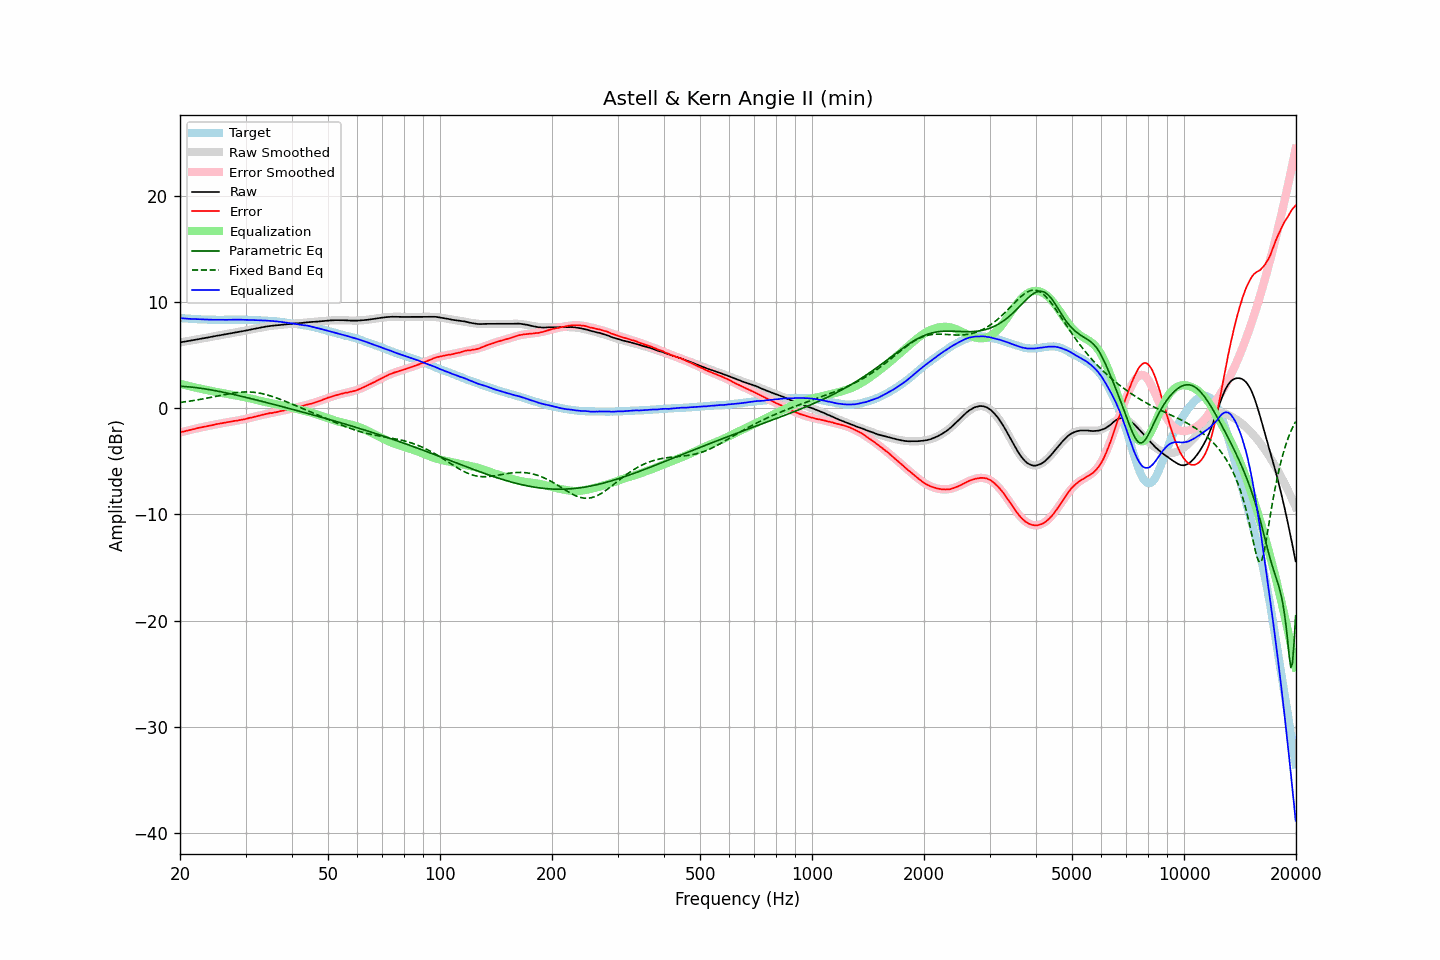 Astell & Kern Angie II (min)
Target
Raw Smoothed
Error Smoothed
Raw
Error
Equalization
Parametric Eq
Fixed Band Eq
Equalized
20
10
0
−10
−20
−30
−40
Amplitude (dBr)
20
50
100
200
500
1000
2000
5000
10000
20000
Frequency (Hz)